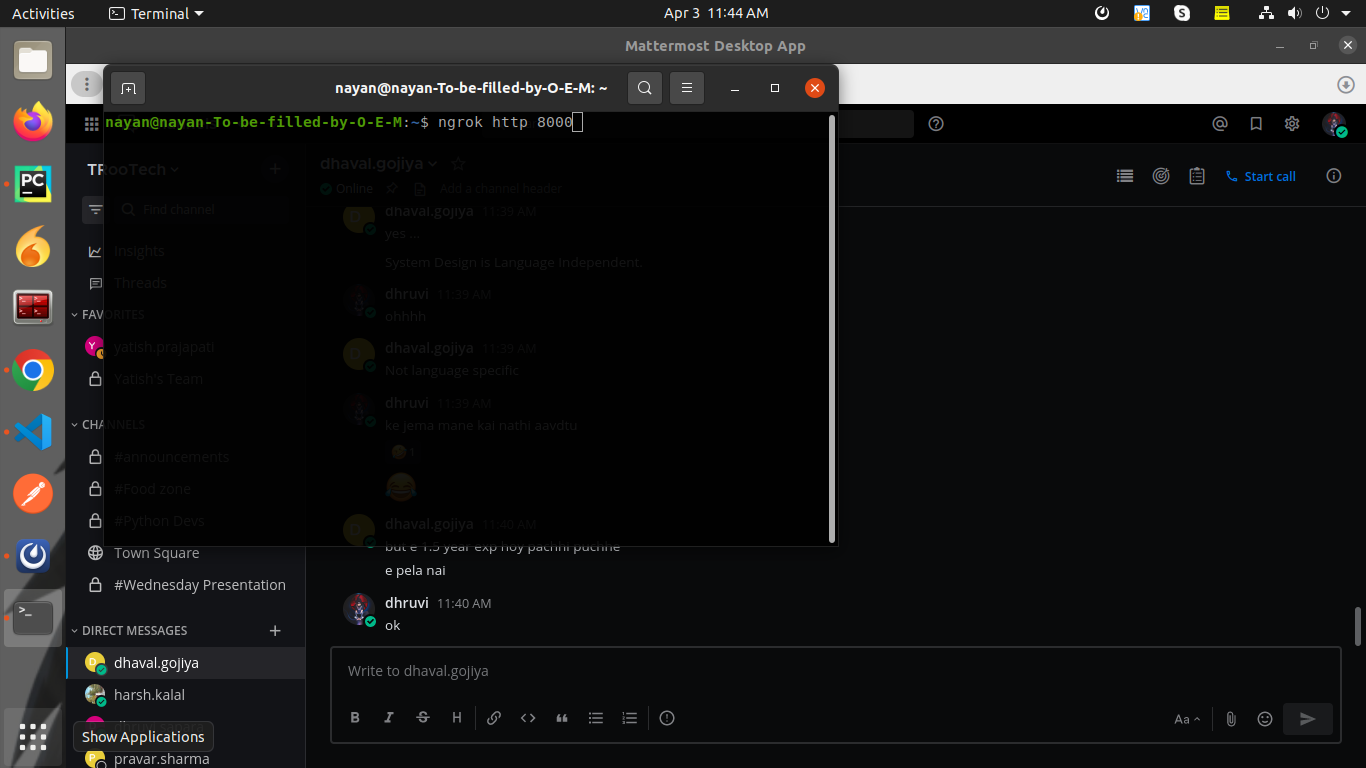 Activities
Terminal
Apr 3 11:44 AM
Mattermost Desktop App
nayan@nayan-To-be-filled-by-O-E-M: ~
nayan@nayan-To-be-filled-by-O-E-M:~$ ngrok http 8000
TRooTech
Find channel
Insights
Threads
FAVORITES
yatish.prajapati
Yatish's Team
CHANNELS
#announcements
#Food zone
#Python Devs
Town Square
#Wednesday Presentation
DIRECT MESSAGES
dhaval.gojiya
harsh.kalal
pravar.sharma
Show Applications
dhaval.gojiya
Online
Add a channel header
Start call
dhaval.gojiya 11:39 AM
yes ...
System Design is Language Independent.
dhruvi 11:39 AM
ohhhh
dhaval.gojiya 11:39 AM
Not language specific
dhruvi 11:39 AM
ke jema mane kai nathi aavdtu
1
dhaval.gojiya 11:40 AM
but e 1.5 year exp hoy pachhi puchhe
e pela nai
dhruvi 11:40 AM
ok
Write to dhaval.gojiya
B I S H
Aa